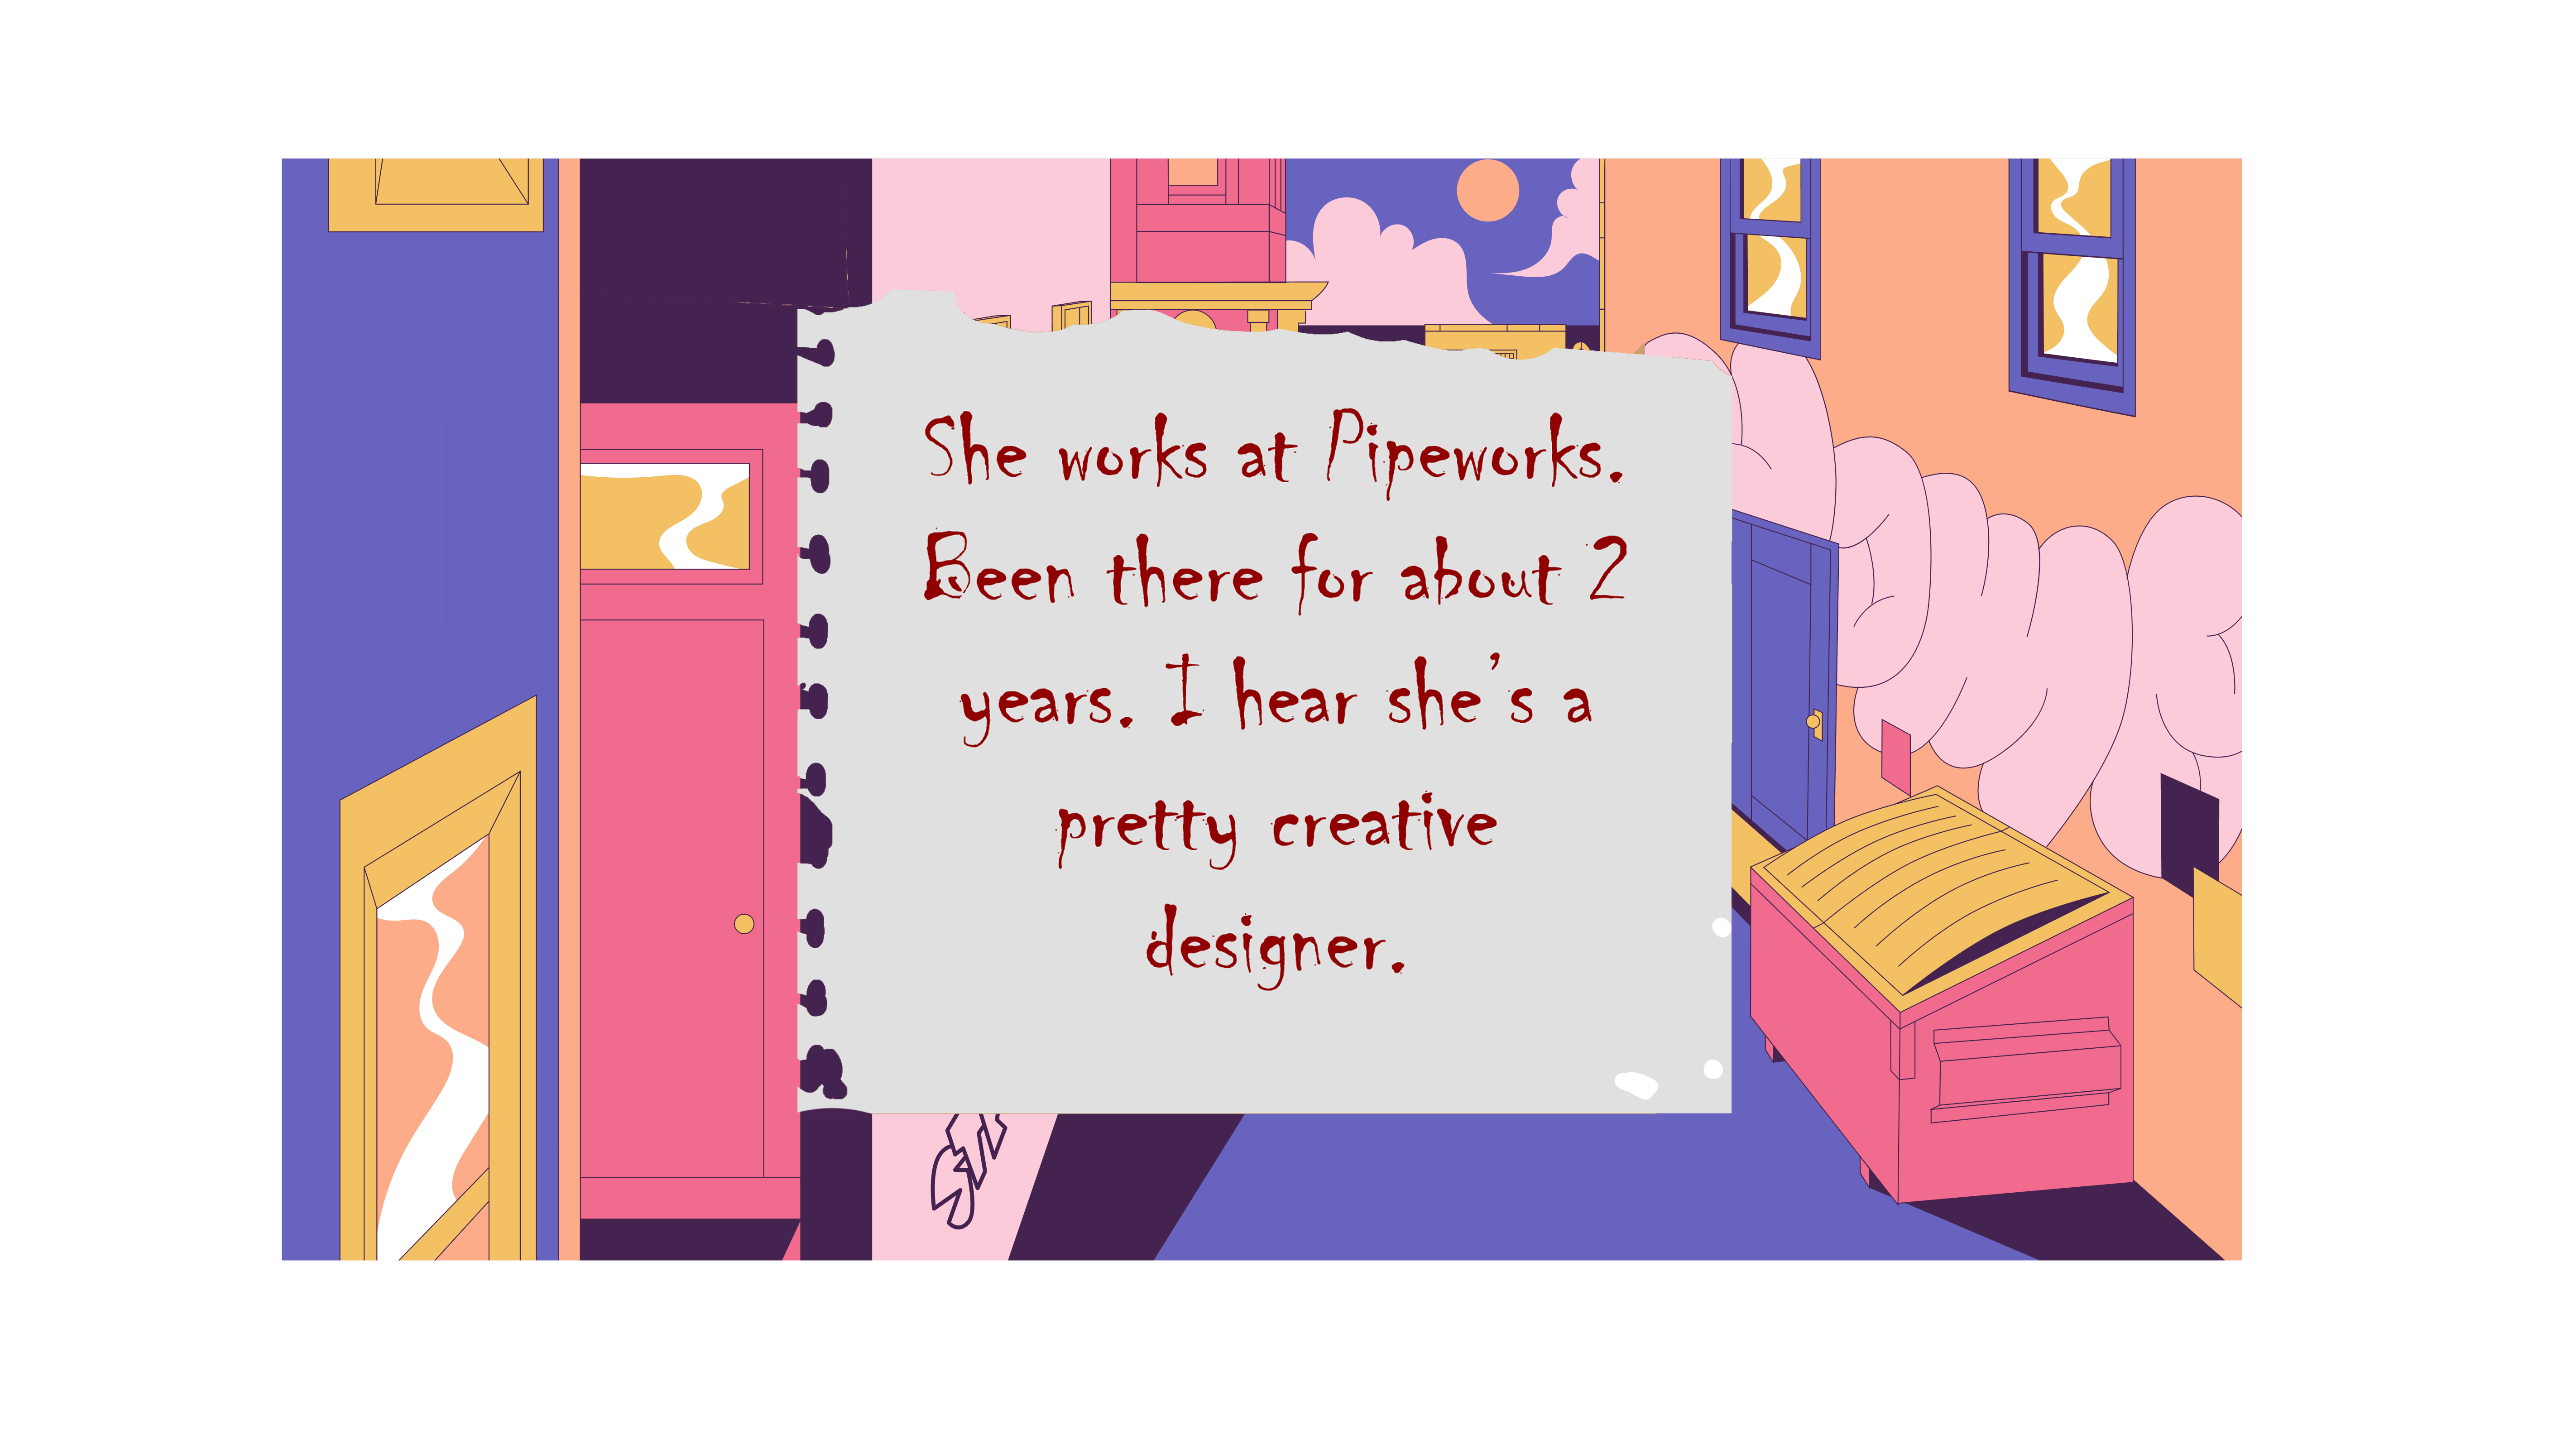 She works at Pipeworks.
Been there for about 2
years. I hear she's a
pretty creative
designer.